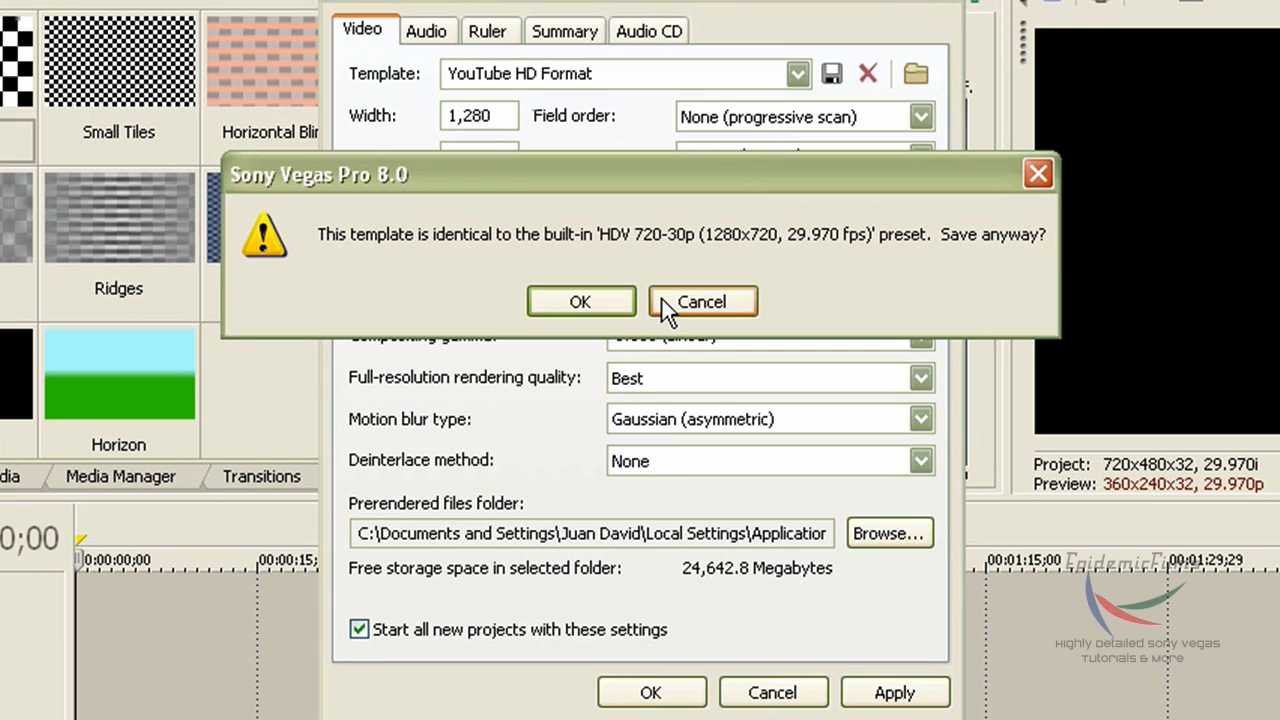 Video
Audio
Ruler
Summary
Audio CD
Template:
YouTube HD Format
Width:
1,280
Field order:
None (progressive scan)
Small Tiles
Sony Vegas Pro 8.0
This template is identical to the built-in 'HDV 720-30p (1280x720, 29.970 fps)' preset. Save anyway?
OK
Cancel
Ridges
Full-resolution rendering quality:
Best
Motion blur type:
Gaussian (asymmetric)
Deinterlace method:
None
Horizon
Media Manager
Transitions
Project: 720x480x32, 29.970i
Preview: 360x240x32, 29.970p
Prerendered files folder:
C:\Documents and Settings\Juan David\Local Settings\Application
Browse...
Free storage space in selected folder:
24,642.8 Megabytes
0;00
0:00:00;00
00:00:15;
00:01:15;00
00:01:29;29
Start all new projects with these settings
Highly Detailed Sony Vegas
Tutorials & More
OK
Cancel
Apply